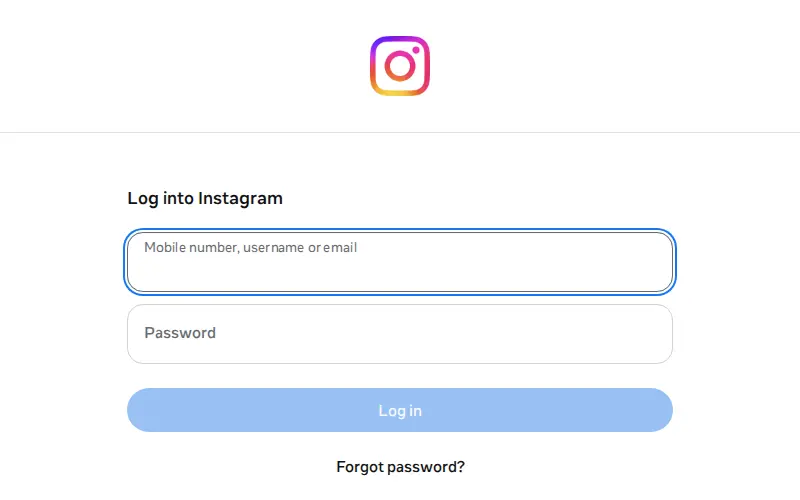 Log into Instagram
Mobile number, username or email
Password
Log in
Forgot password?